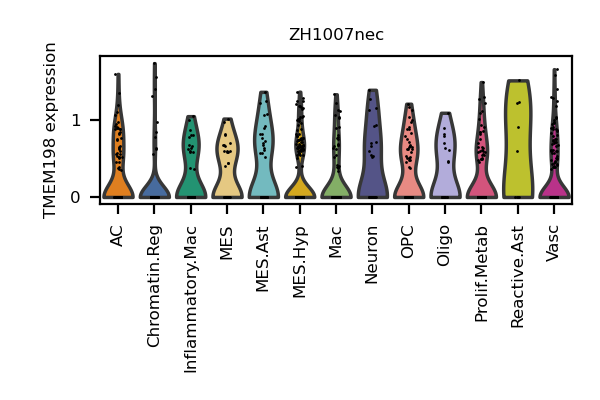 ZH1007nec
TMEM198 expression
1
0
AC
Chromatin.Reg
Inflammatory.Mac
MES
MES.Ast
MES.Hyp
Mac
Neuron
OPC
Oligo
Prolif.Metab
Reactive.Ast
Vasc